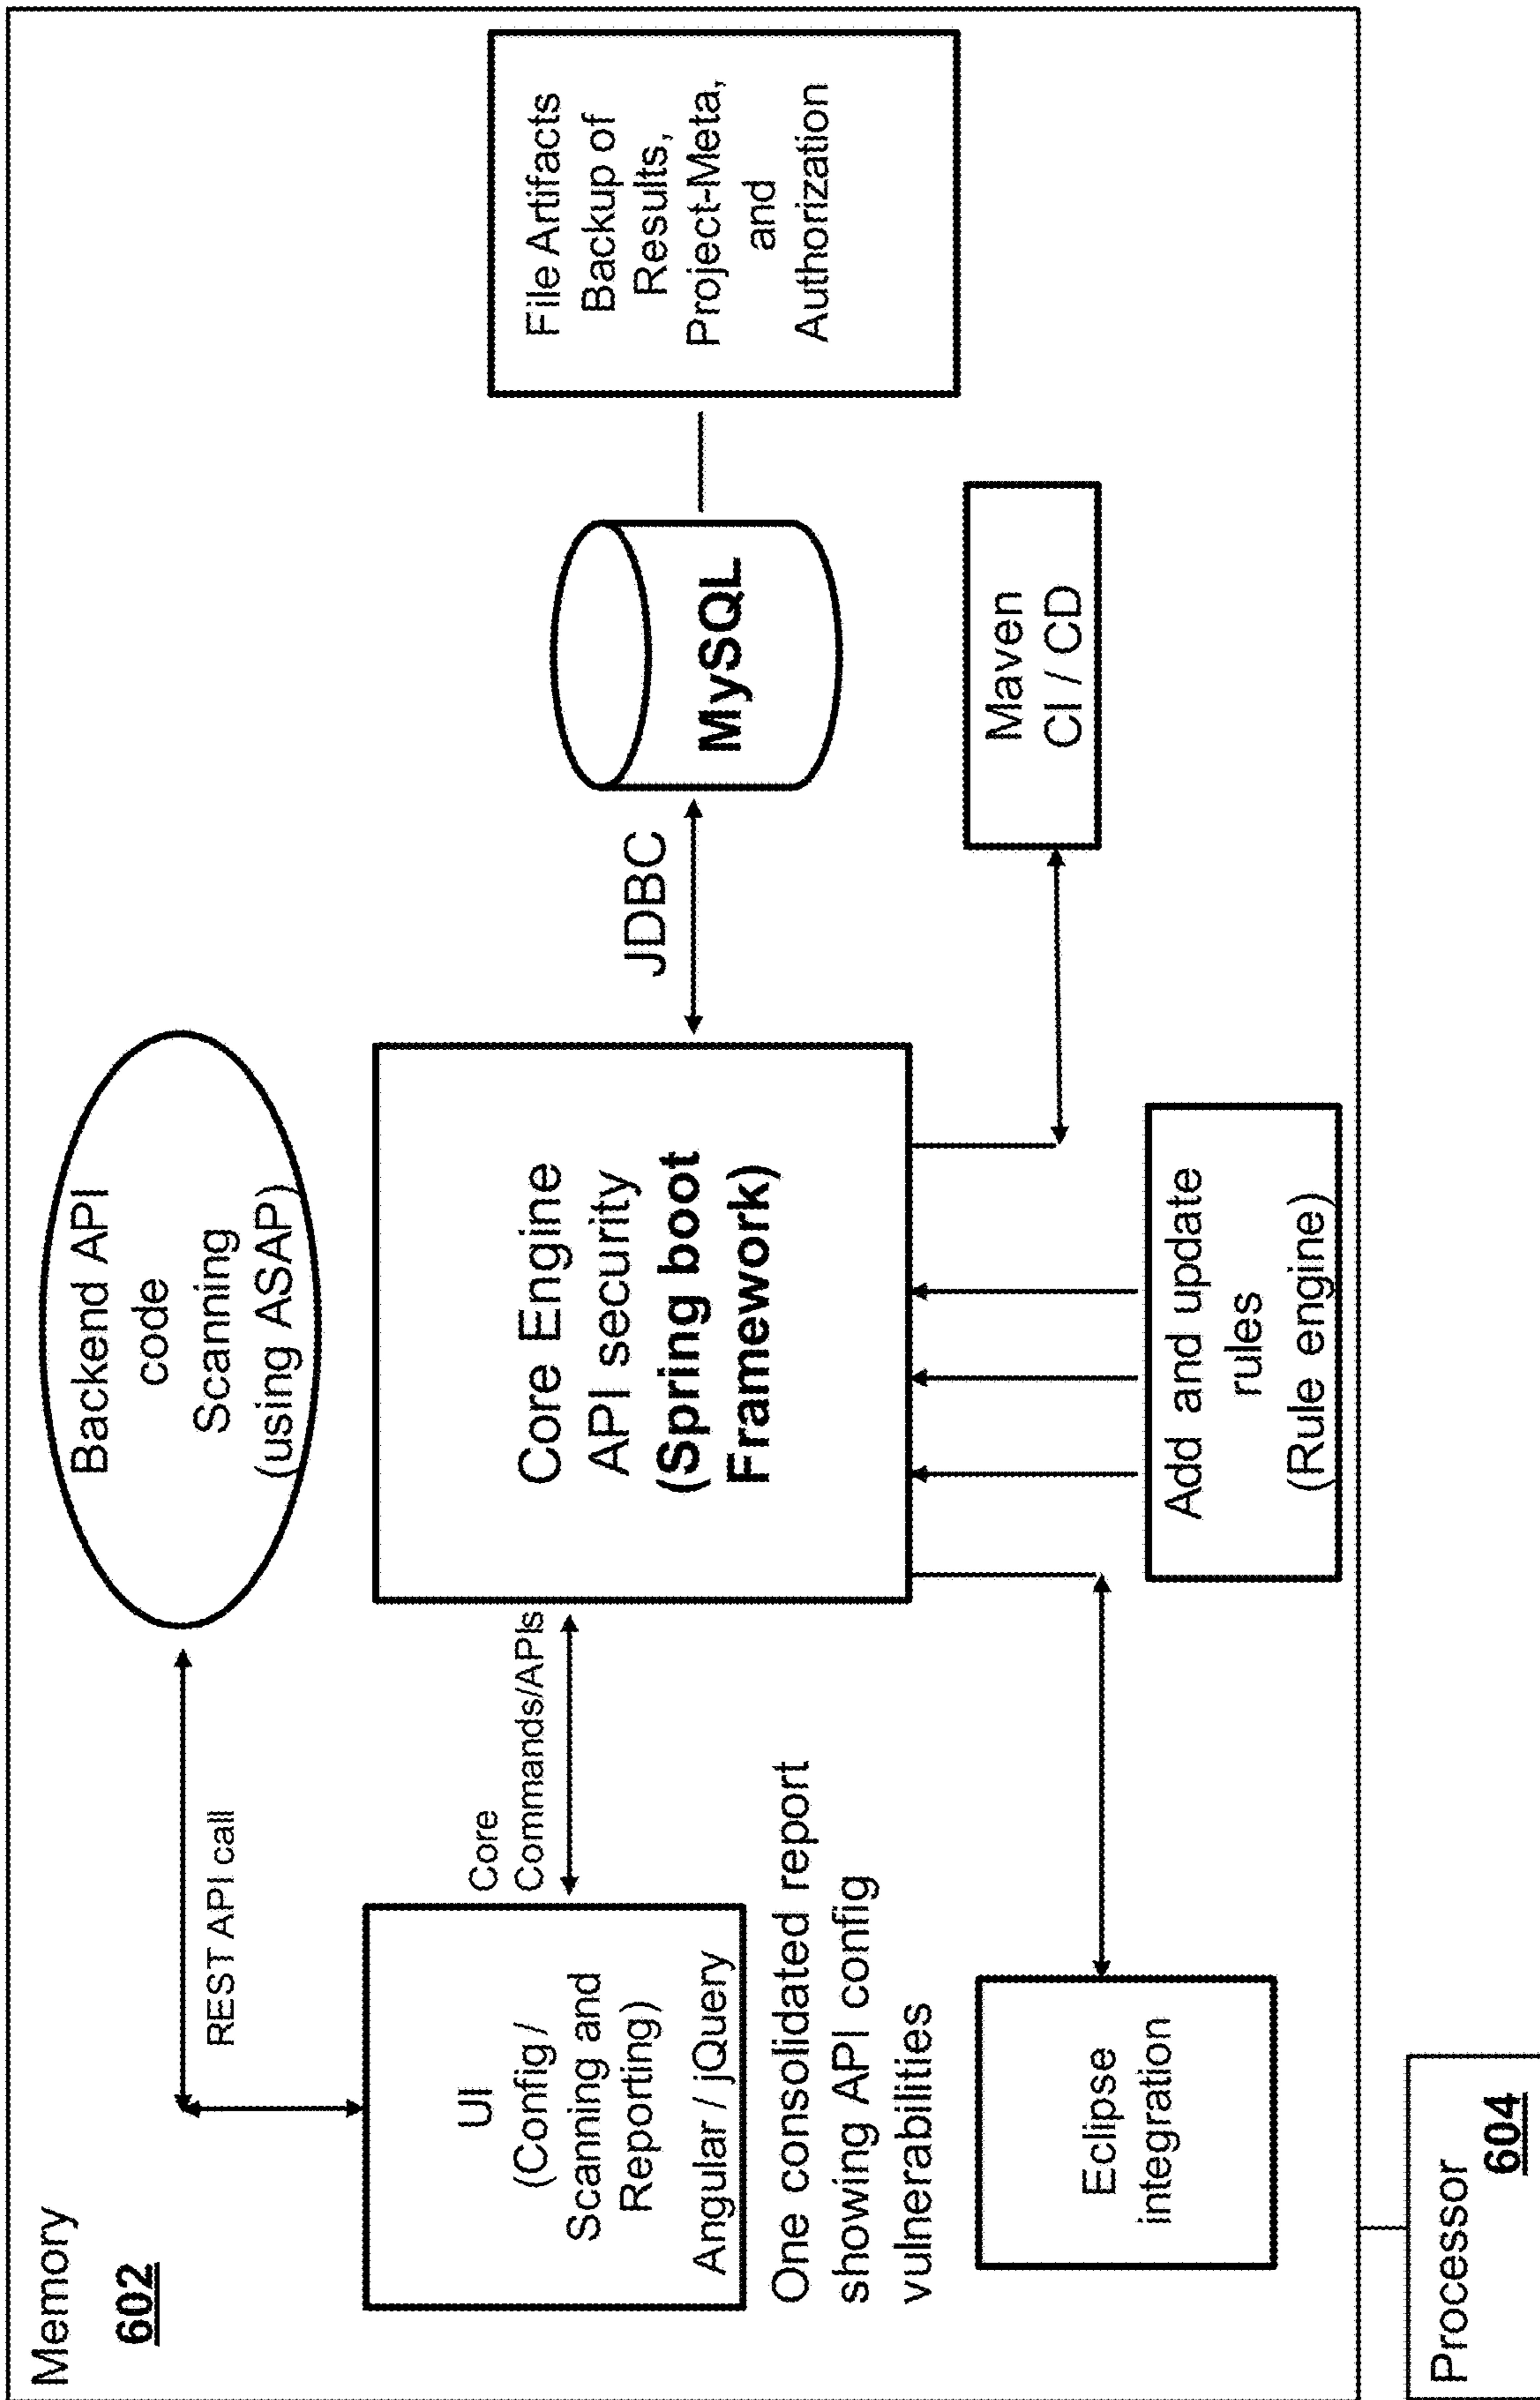 Memory
602
Backend API
code
Scanning
(using ASAP)
REST API call
UI
(Config /
Scanning and
Reporting)
Angular / jQuery
Core
Commands/APIs
Core Engine
API security
(Spring boot
Framework)
JDBC
MySQL
File Artifacts
Backup of
Results,
Project-Meta,
and
Authorization
One consolidated report
showing API config
vulnerabilities
Eclipse
integration
Add and update
rules
(Rule engine)
Maven
CI / CD
Processor
604